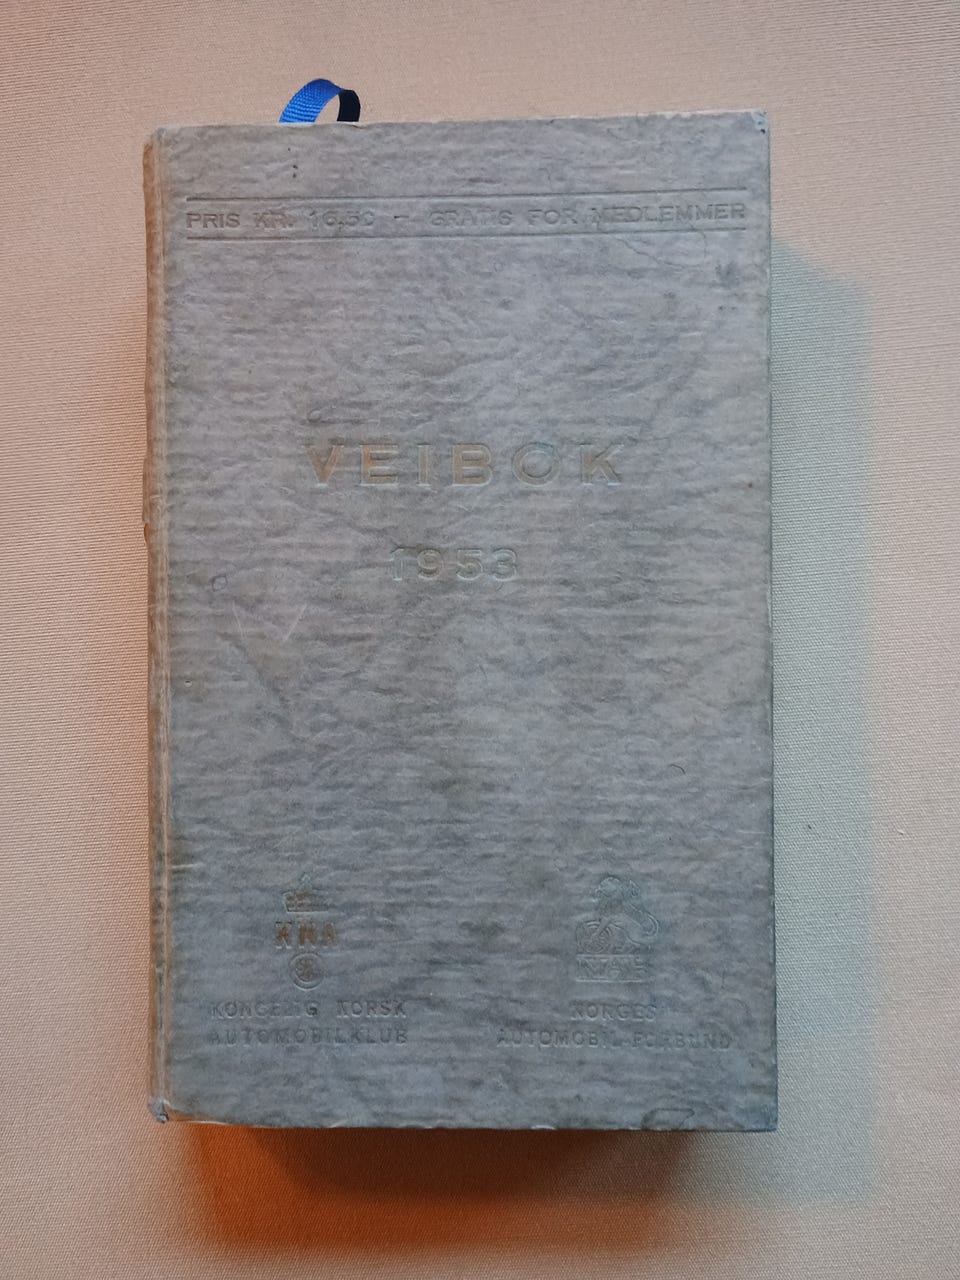 PRIS KR. 16.50 - GRATIS FOR MEDLEMMER
VEIBOK
1953
KNA
KONGELIG NORSK
AUTOMOBILKLUB
NAF
NORGES
AUTOMOBIL-FORBUND